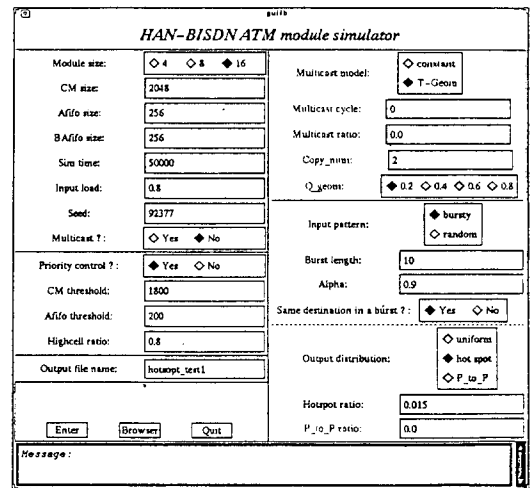 guifb
HAN-BISDN ATM module simulator
Module size: 4 8 16
CM size: 2048
Afifo size: 256
BAfifo size: 256
Sim time: 50000
Input load: 0.8
Seed: 92377
Multicast ? : Yes No
Priority control ? : Yes No
CM threshold: 1800
Afifo threshold: 200
Highcell ratio: 0.8
Output file name:
Enter Browser Quit
Multicast model: constant
T-Geom
Multicast cycle: 0
Multicast ratio: 0.0
Copy_num: 2
Q_geom: 0.2 0.4 0.6 0.8
Input pattern: bursty
random
Burst length: 10
Alpha: 0.9
Same destination in a burst ? : Yes No
Output distribution: uniform
hot spot
P_to_P
Hotspot ratio: 0.015
P_to_P ratio: 0.0
Message: